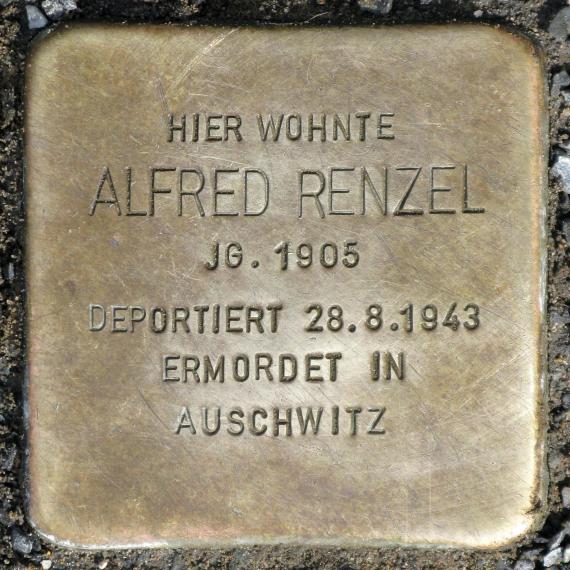 HIER WOHNTE
ALFRED RENZEL
JG. 1905
DEPORTIERT 28.8.1943
ERMORDET IN
AUSCHWITZ